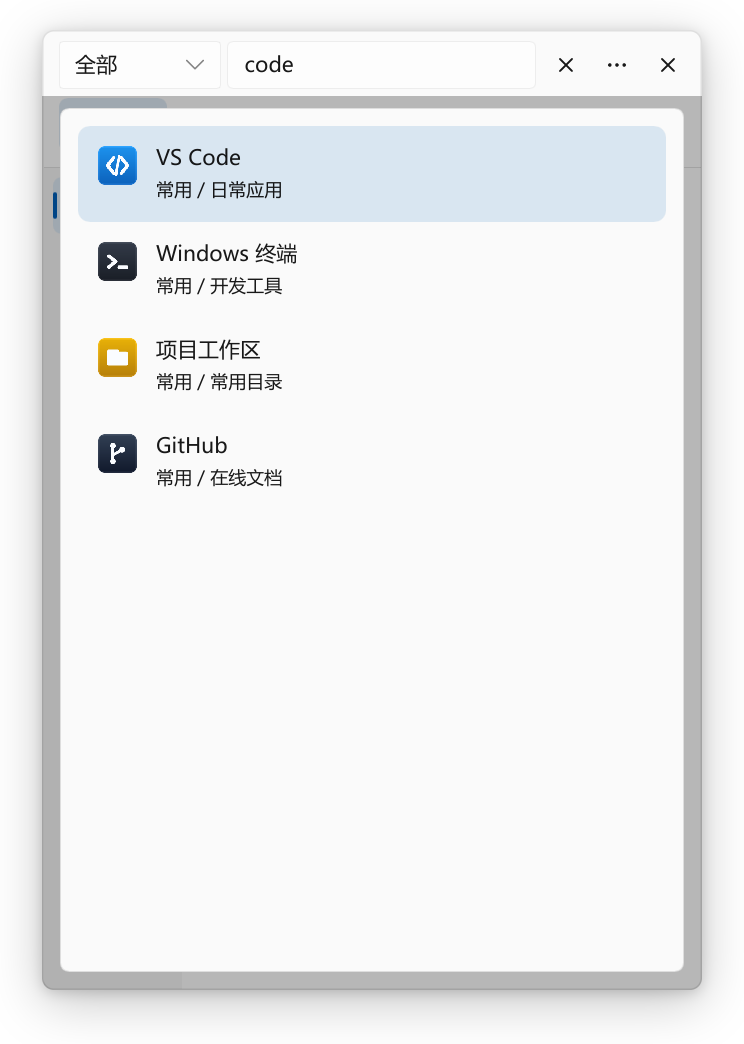 全部
code
VS Code
常用 / 日常应用
Windows 终端
常用 / 开发工具
项目工作区
常用 / 常用目录
GitHub
常用 / 在线文档